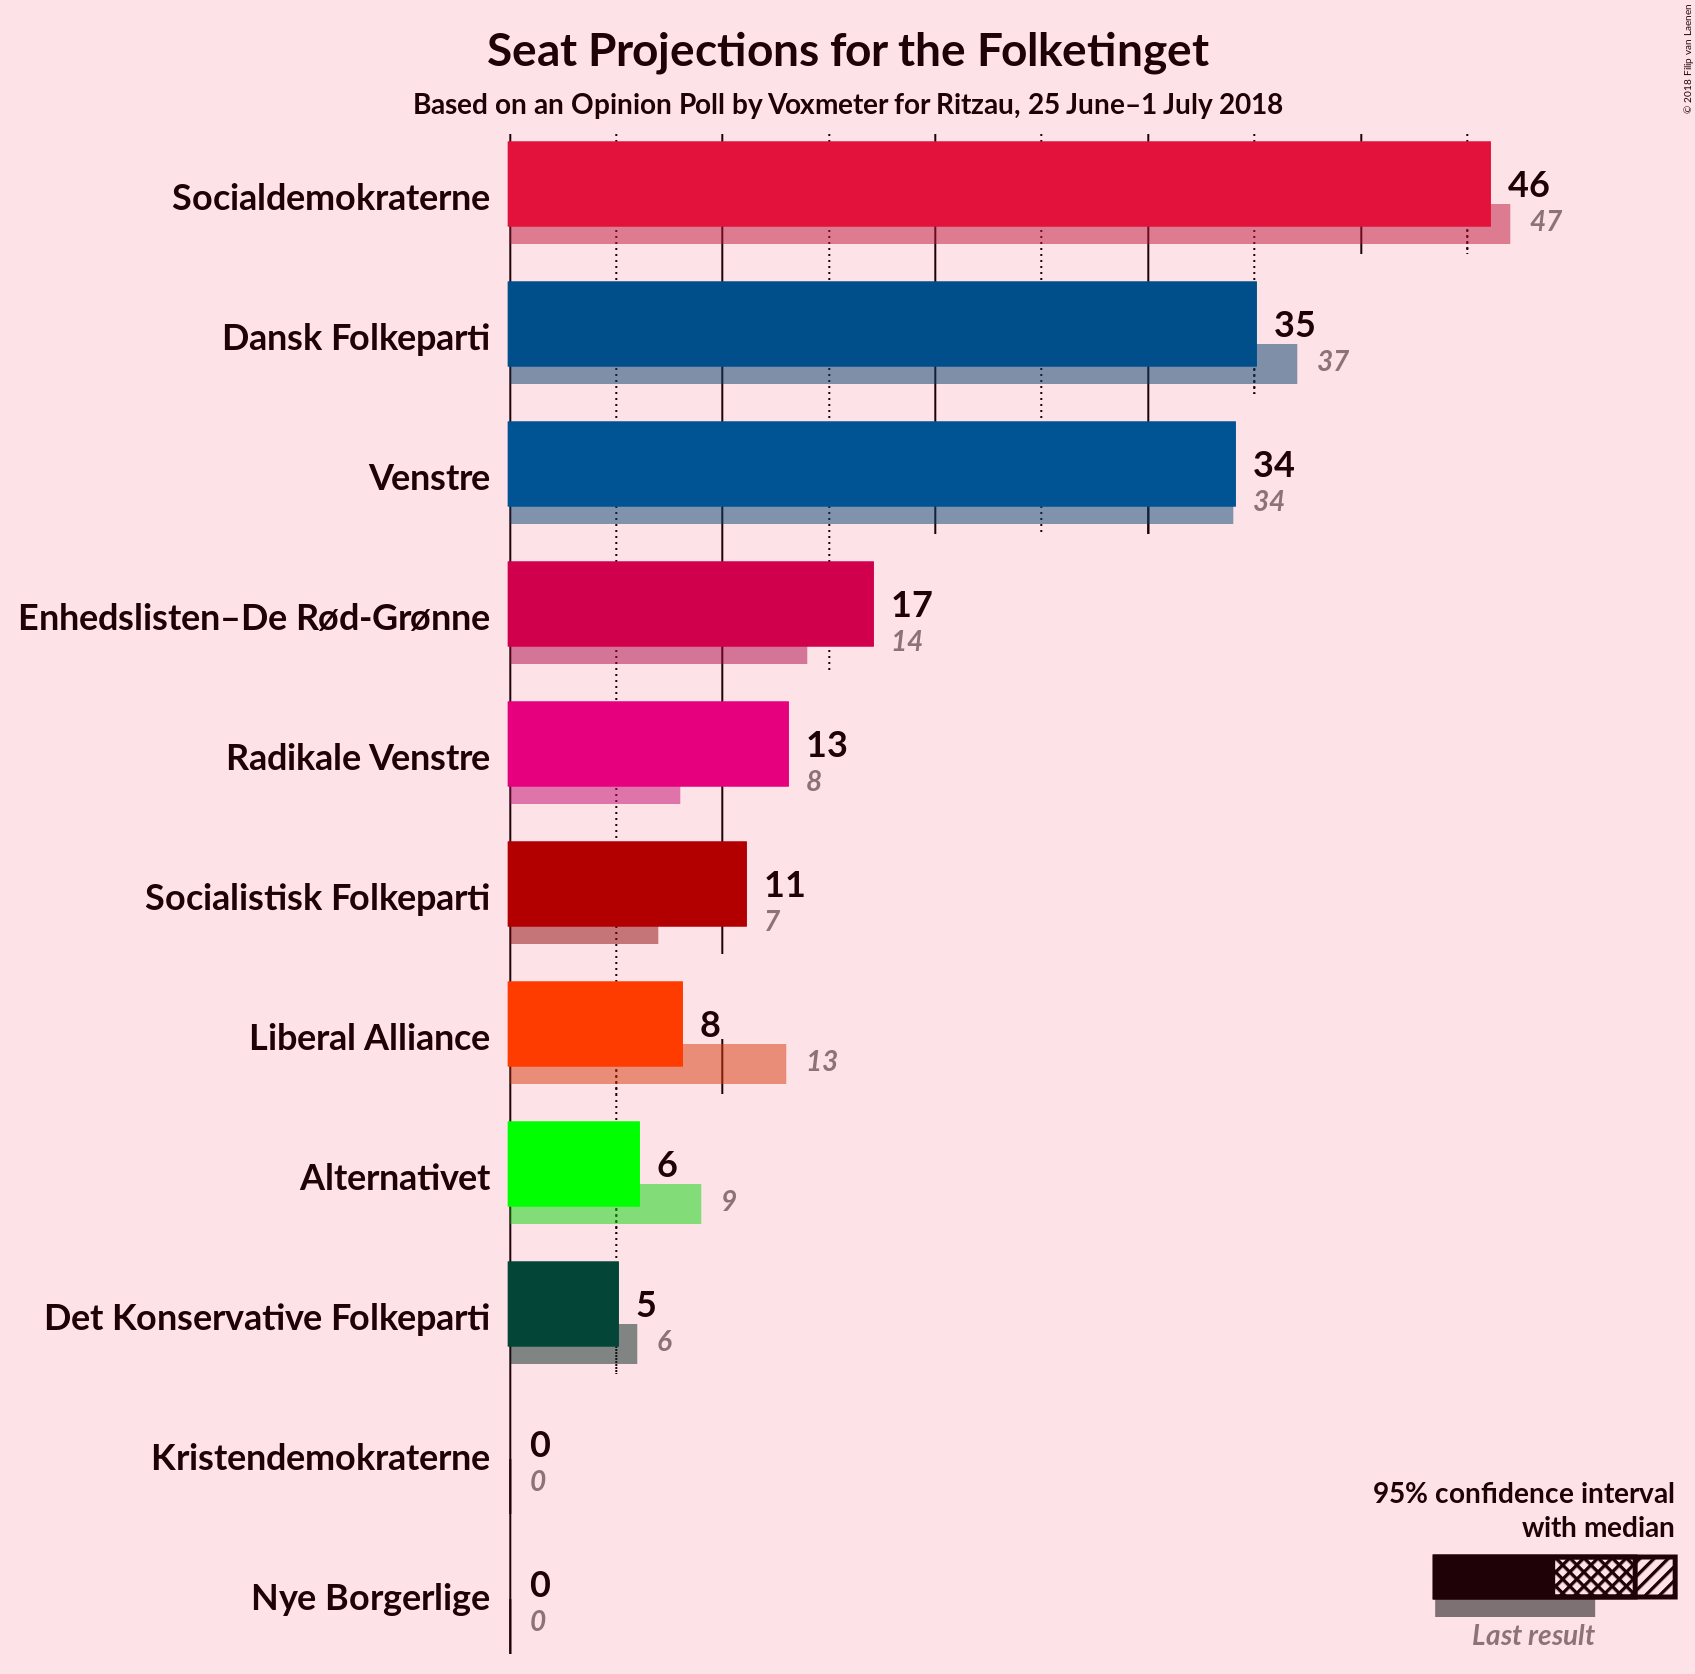 Seat Projections for the Folketinget
Based on an Opinion Poll by Voxmeter for Ritzau, 25 June–1 July 2018
© 2018 Filip van Laenen
Socialdemokraterne
46
47
Dansk Folkeparti
35
37
Venstre
34
34
Enhedslisten–De Rød-Grønne
17
14
Radikale Venstre
13
8
Socialistisk Folkeparti
11
7
Liberal Alliance
8
13
Alternativet
6
9
Det Konservative Folkeparti
5
6
Kristendemokraterne
0
0
Nye Borgerlige
0
0
95% confidence interval
with median
Last result